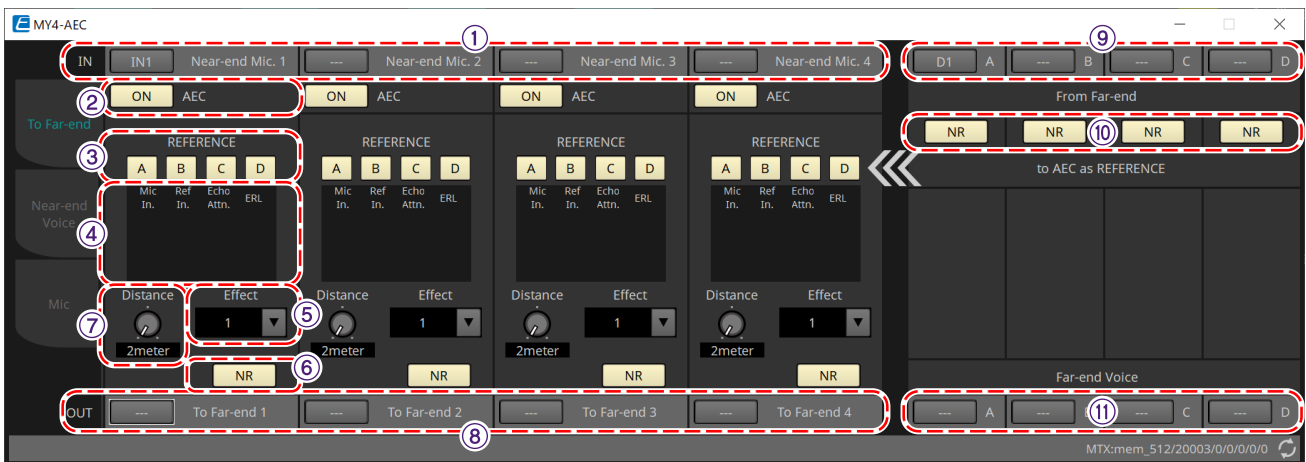 MY4-AEC
①
⑨
IN IN1 Near-end Mic. 1 --- Near-end Mic. 2 --- Near-end Mic. 3 --- Near-end Mic. 4 D1 A --- B --- C --- D
② ON AEC ON AEC ON AEC ON AEC From Far-end
To Far-end
NR NR ⑩ NR NR
③ REFERENCE REFERENCE REFERENCE REFERENCE
A B C D A B C D A B C D A B C D to AEC as REFERENCE
Mic In. Ref In. Echo Attn. ERL Mic In. Ref In. Echo Attn. ERL Mic In. Ref In. Echo Attn. ERL Mic In. Ref In. Echo Attn. ERL
Near-end Voice
④
Mic
Distance Effect Distance Effect Distance Effect Distance Effect
⑦ 1 ⑤ 1 1 1
2meter 2meter 2meter 2meter
NR ⑥ NR NR NR Far-end Voice
OUT --- To Far-end 1 --- To Far-end 2 --- To Far-end 3 --- To Far-end 4 --- A --- ⑪ --- C --- D
⑧
MTX:mem_512/20003/0/0/0/0/0